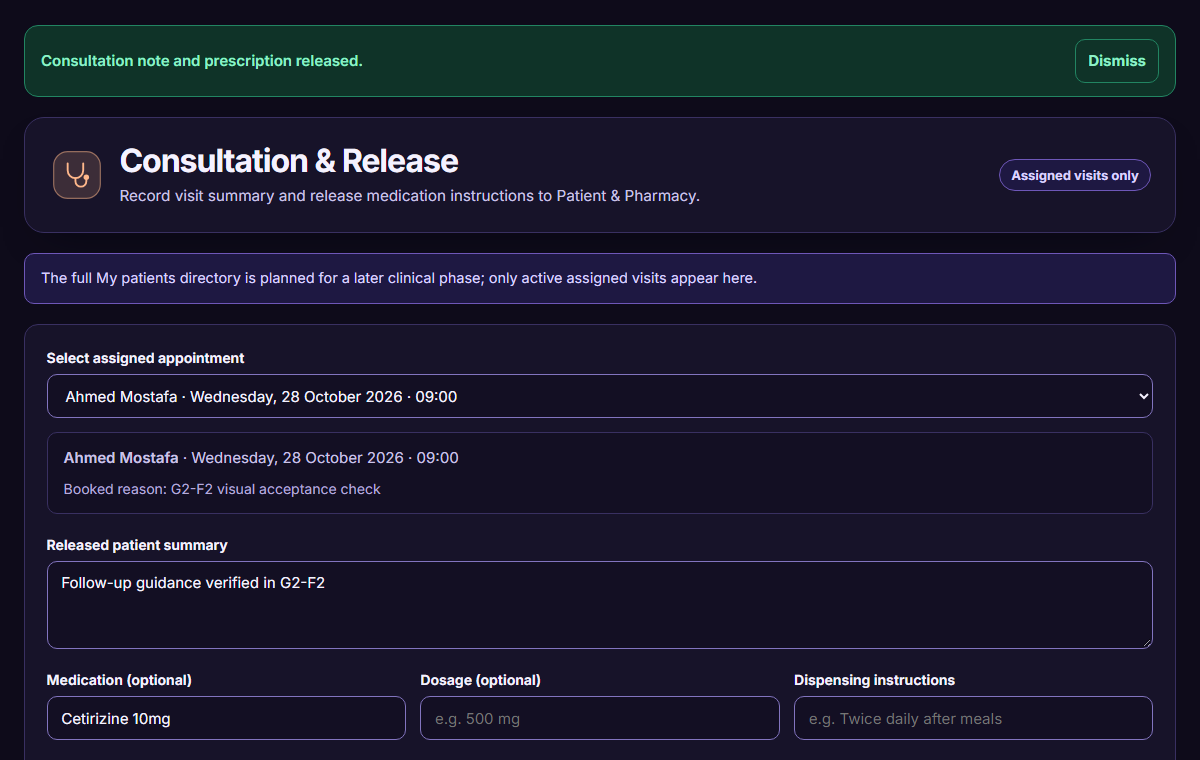 Consultation note and prescription released.
Dismiss
Consultation & Release
Record visit summary and release medication instructions to Patient & Pharmacy.
Assigned visits only
The full My patients directory is planned for a later clinical phase; only active assigned visits appear here.
Select assigned appointment
Ahmed Mostafa · Wednesday, 28 October 2026 · 09:00
Ahmed Mostafa · Wednesday, 28 October 2026 · 09:00
Booked reason: G2-F2 visual acceptance check
Released patient summary
Follow-up guidance verified in G2-F2
Medication (optional)
Dosage (optional)
Dispensing instructions
Cetirizine 10mg
e.g. 500 mg
e.g. Twice daily after meals